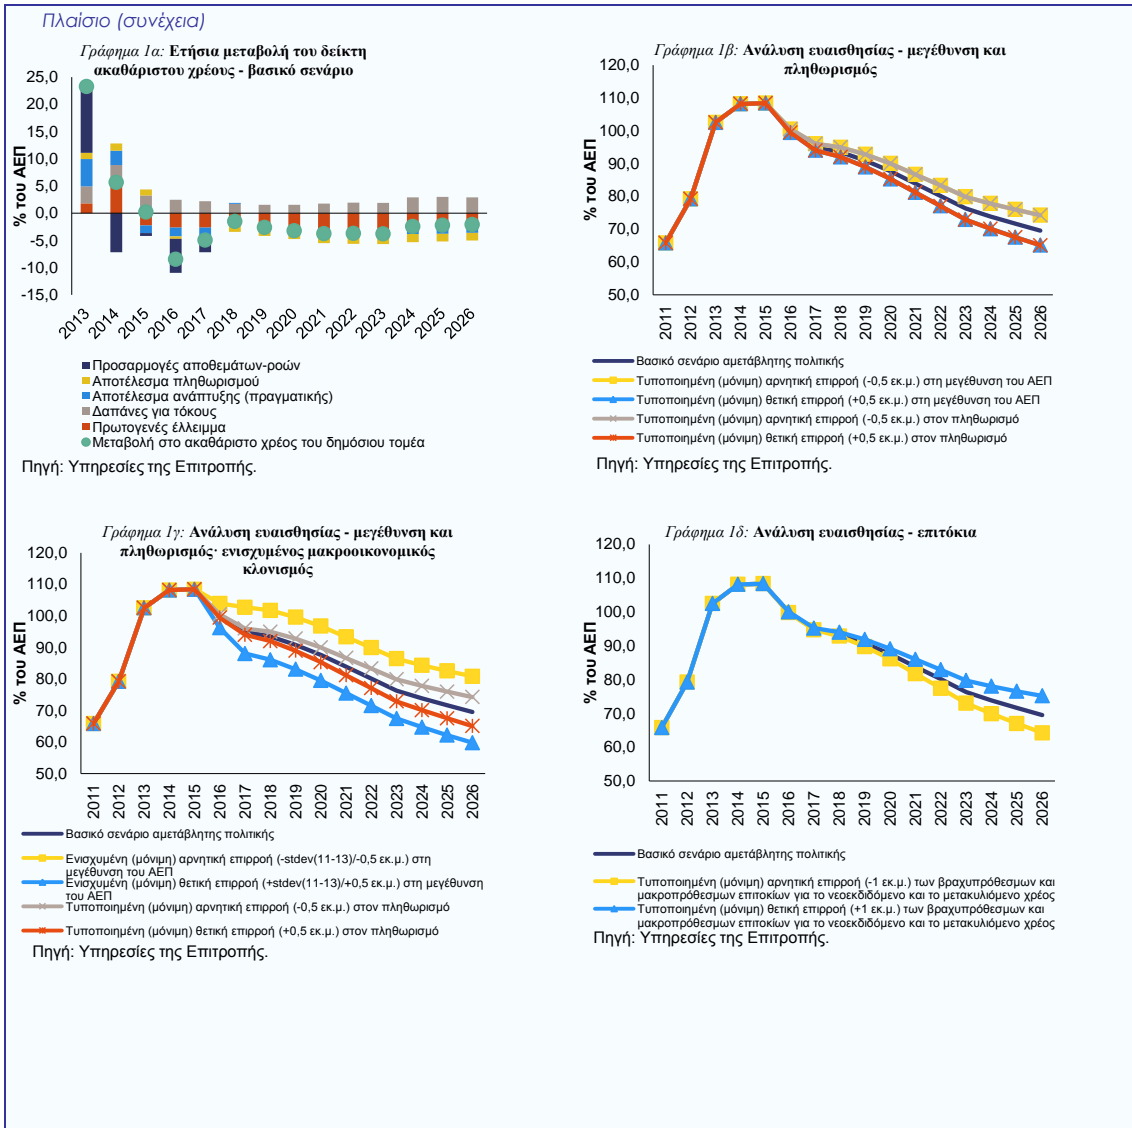 Πλαίσιο (συνέχεια)
Γράφημα 1α: Ετήσια μεταβολή του δείκτη
ακαθάριστου χρέους - βασικό σενάριο
% του ΑΕΠ
25,0
20,0
15,0
10,0
5,0
0,0
-5,0
-10,0
-15,0
2013
2014
2015
2016
2017
2018
2019
2020
2021
2022
2023
2024
2025
2026
Προσαρμογές αποθεμάτων-ροών
Αποτέλεσμα πληθωρισμού
Αποτέλεσμα ανάπτυξης (πραγματικής)
Δαπάνες για τόκους
Πρωτογενές έλλειμμα
Μεταβολή στο ακαθάριστο χρέος του δημόσιου τομέα
Πηγή: Υπηρεσίες της Επιτροπής.
Γράφημα 1β: Ανάλυση ευαισθησίας - μεγέθυνση και
πληθωρισμός
% του ΑΕΠ
120,0
110,0
100,0
90,0
80,0
70,0
60,0
50,0
2011
2012
2013
2014
2015
2016
2017
2018
2019
2020
2021
2022
2023
2024
2025
2026
Βασικό σενάριο αμετάβλητης πολιτικής
Τυποποιημένη (μόνιμη) αρνητική επιρροή (-0,5 εκ.μ.) στη μεγέθυνση του ΑΕΠ
Τυποποιημένη (μόνιμη) θετική επιρροή (+0,5 εκ.μ.) στη μεγέθυνση του ΑΕΠ
Τυποποιημένη (μόνιμη) αρνητική επιρροή (-0,5 εκ.μ.) στον πληθωρισμό
Τυποποιημένη (μόνιμη) θετική επιρροή (+0,5 εκ.μ.) στον πληθωρισμό
Πηγή: Υπηρεσίες της Επιτροπής.
Γράφημα 1γ: Ανάλυση ευαισθησίας - μεγέθυνση και
πληθωρισμός· ενισχυμένος μακροοικονομικός
κλονισμός
% του ΑΕΠ
120,0
110,0
100,0
90,0
80,0
70,0
60,0
50,0
2011
2012
2013
2014
2015
2016
2017
2018
2019
2020
2021
2022
2023
2024
2025
2026
Βασικό σενάριο αμετάβλητης πολιτικής
Ενισχυμένη (μόνιμη) αρνητική επιρροή (-stdev(11-13)/-0,5 εκ.μ.) στη
μεγέθυνση του ΑΕΠ
Ενισχυμένη (μόνιμη) θετική επιρροή (+stdev(11-13)/+0,5 εκ.μ.) στη μεγέθυνση
του ΑΕΠ
Τυποποιημένη (μόνιμη) αρνητική επιρροή (-0,5 εκ.μ.) στον πληθωρισμό
Τυποποιημένη (μόνιμη) θετική επιρροή (+0,5 εκ.μ.) στον πληθωρισμό
Πηγή: Υπηρεσίες της Επιτροπής.
Γράφημα 1δ: Ανάλυση ευαισθησίας - επιτόκια
% του ΑΕΠ
120,0
110,0
100,0
90,0
80,0
70,0
60,0
50,0
2011
2012
2013
2014
2015
2016
2017
2018
2019
2020
2021
2022
2023
2024
2025
2026
Βασικό σενάριο αμετάβλητης πολιτικής
Τυποποιημένη (μόνιμη) αρνητική επιρροή (-1 εκ.μ.) των βραχυπρόθεσμων και
μακροπρόθεσμων επιτοκίων για το νεοεκδιδόμενο και το μετακυλιόμενο χρέος
Τυποποιημένη (μόνιμη) θετική επιρροή (+1 εκ.μ.) των βραχυπρόθεσμων και
μακροπρόθεσμων επιτοκίων για το νεοεκδιδόμενο και το μετακυλιόμενο χρέος
Πηγή: Υπηρεσίες της Επιτροπής.